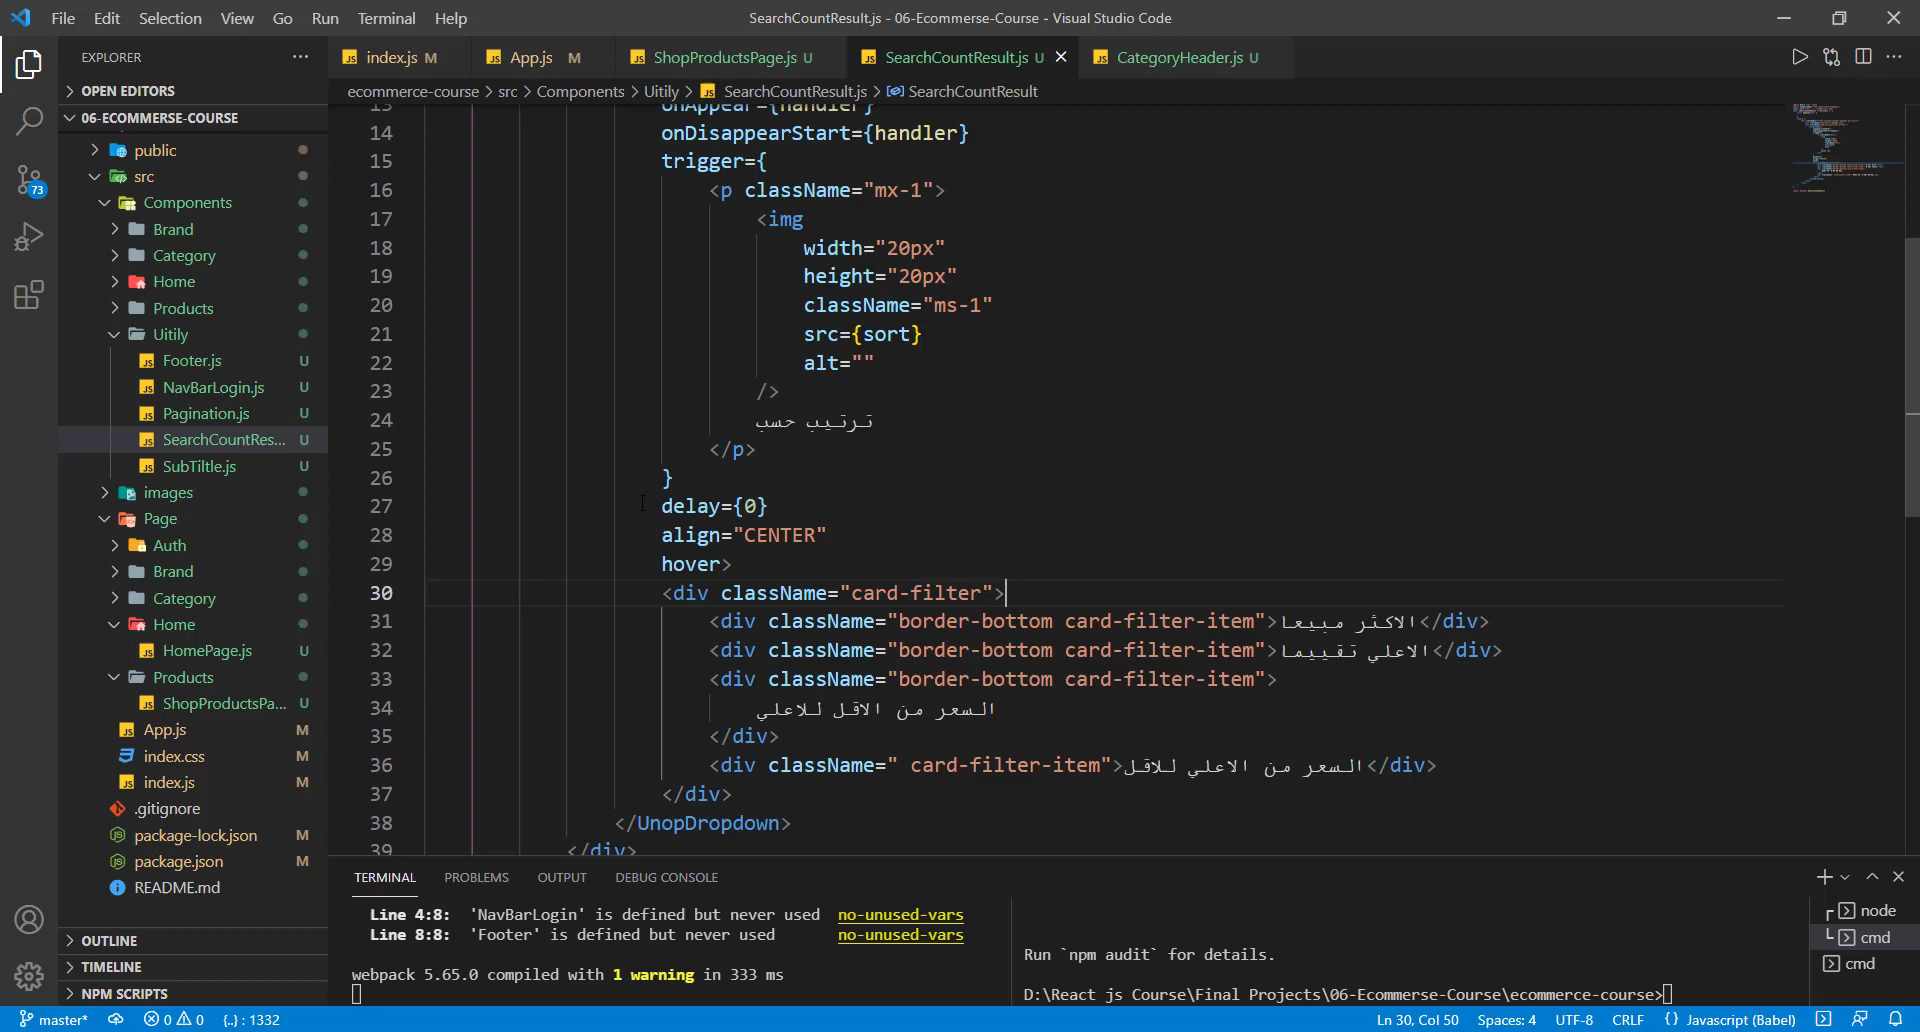 File Edit Selection View Go Run Terminal Help
SearchCountResult.js - 06-Ecommerse-Course - Visual Studio Code
EXPLORER
index.js M
App.js M
ShopProductsPage.js U
SearchCountResult.js U
CategoryHeader.js U
ecommerce-course > src > Components > Uitily > SearchCountResult.js > SearchCountResult
OPEN EDITORS
06-ECOMMERSE-COURSE
public
src
Components
Brand
Category
Home
Products
Uitily
Footer.js U
NavBarLogin.js U
Pagination.js U
SearchCountRes... U
SubTiltle.js U
images
Page
Auth
Brand
Category
Home
HomePage.js U
Products
ShopProductsPa... U
App.js M
index.css M
index.js M
.gitignore
package-lock.json M
package.json M
README.md
OUTLINE
TIMELINE
NPM SCRIPTS
73
13 onAppear={handler}
14 onDisappearStart={handler}
15 trigger={
16 <p className="mx-1">
17 <img
18 width="20px"
19 height="20px"
20 className="ms-1"
21 src={sort}
22 alt=""
23 />
24 ترتيب حسب
25 </p>
26 }
27 delay={0}
28 align="CENTER"
29 hover>
30 <div className="card-filter">
31 <div className="border-bottom card-filter-item">الاكثر مبيعا</div>
32 <div className="border-bottom card-filter-item">الاعلي تقييما</div>
33 <div className="border-bottom card-filter-item">
34 السعر من الاقل للاعلي
35 </div>
36 <div className=" card-filter-item">السعر من الاعلي للاقل</div>
37 </div>
38 </UnopDropdown>
39 </div>
TERMINAL PROBLEMS OUTPUT DEBUG CONSOLE
Line 4:8: 'NavBarLogin' is defined but never used no-unused-vars
Line 8:8: 'Footer' is defined but never used no-unused-vars
webpack 5.65.0 compiled with 1 warning in 333 ms
Run `npm audit` for details.
D:\React js Course\Final Projects\06-Ecommerse-Course\ecommerce-course>
node
cmd
cmd
master* 0 0 {..} : 1332
Ln 30, Col 50 Spaces: 4 UTF-8 CRLF {} Javascript (Babel)